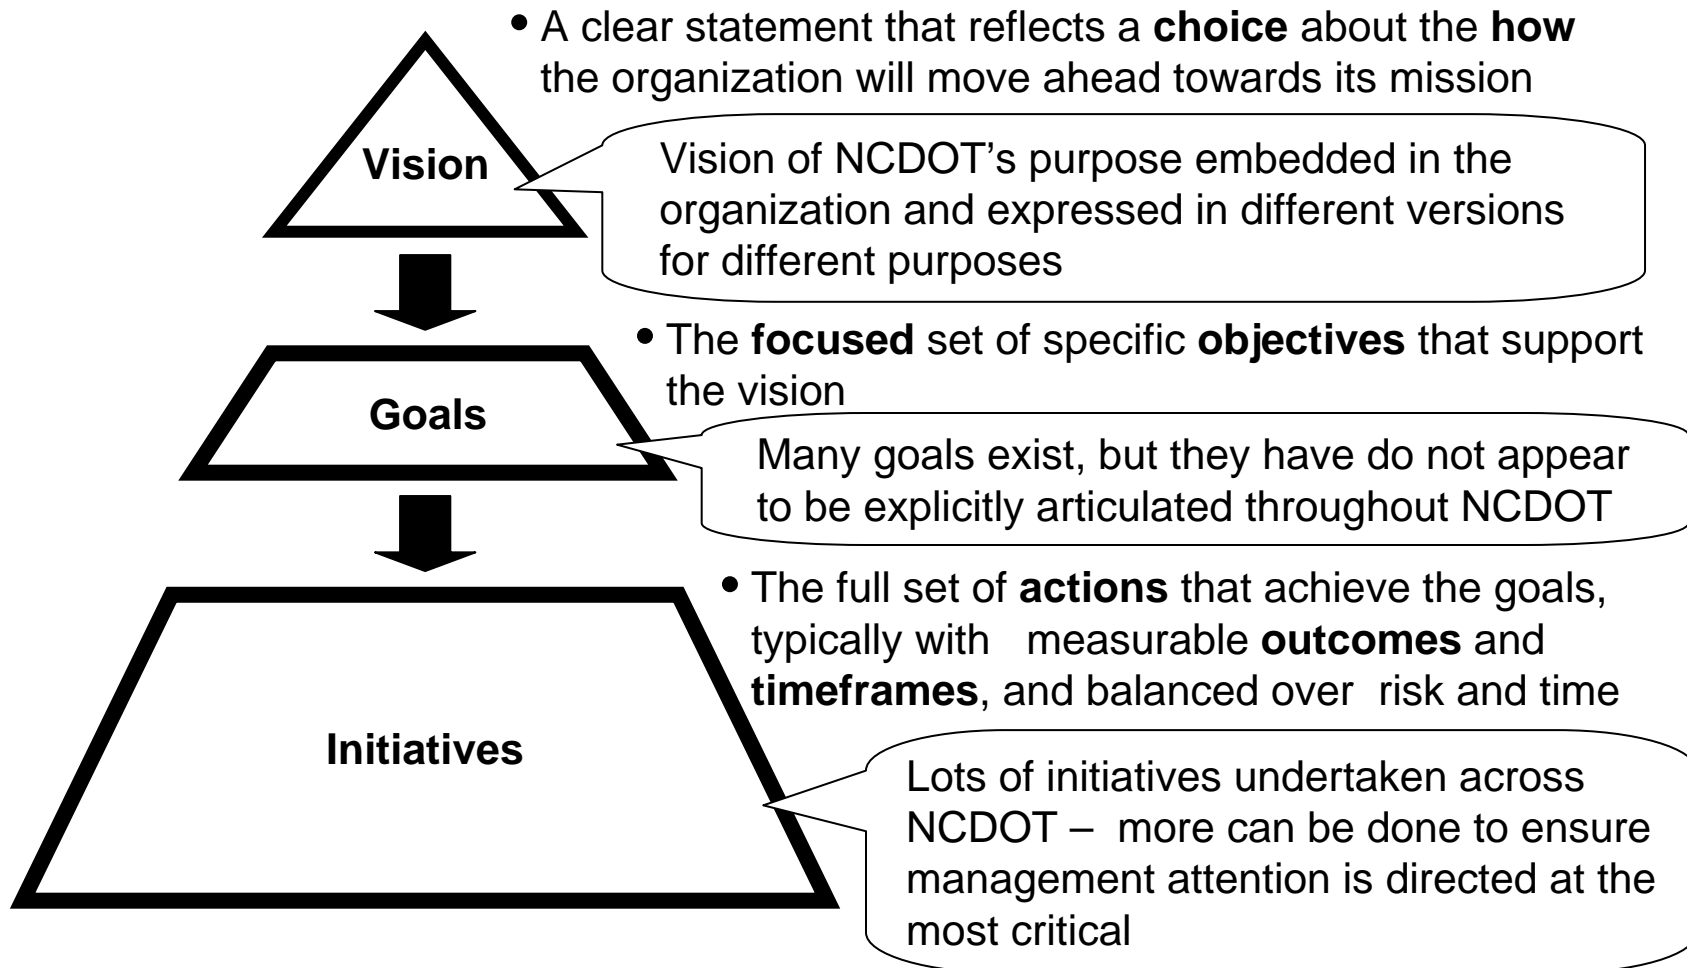 • A clear statement that reflects a choice about the how
the organization will move ahead towards its mission
Vision
Vision of NCDOT’s purpose embedded in the
organization and expressed in different versions
for different purposes
• The focused set of specific objectives that support
the vision
Goals
Many goals exist, but they have do not appear
to be explicitly articulated throughout NCDOT
• The full set of actions that achieve the goals,
typically with measurable outcomes and
timeframes, and balanced over risk and time
Initiatives
Lots of initiatives undertaken across
NCDOT – more can be done to ensure
management attention is directed at the
most critical